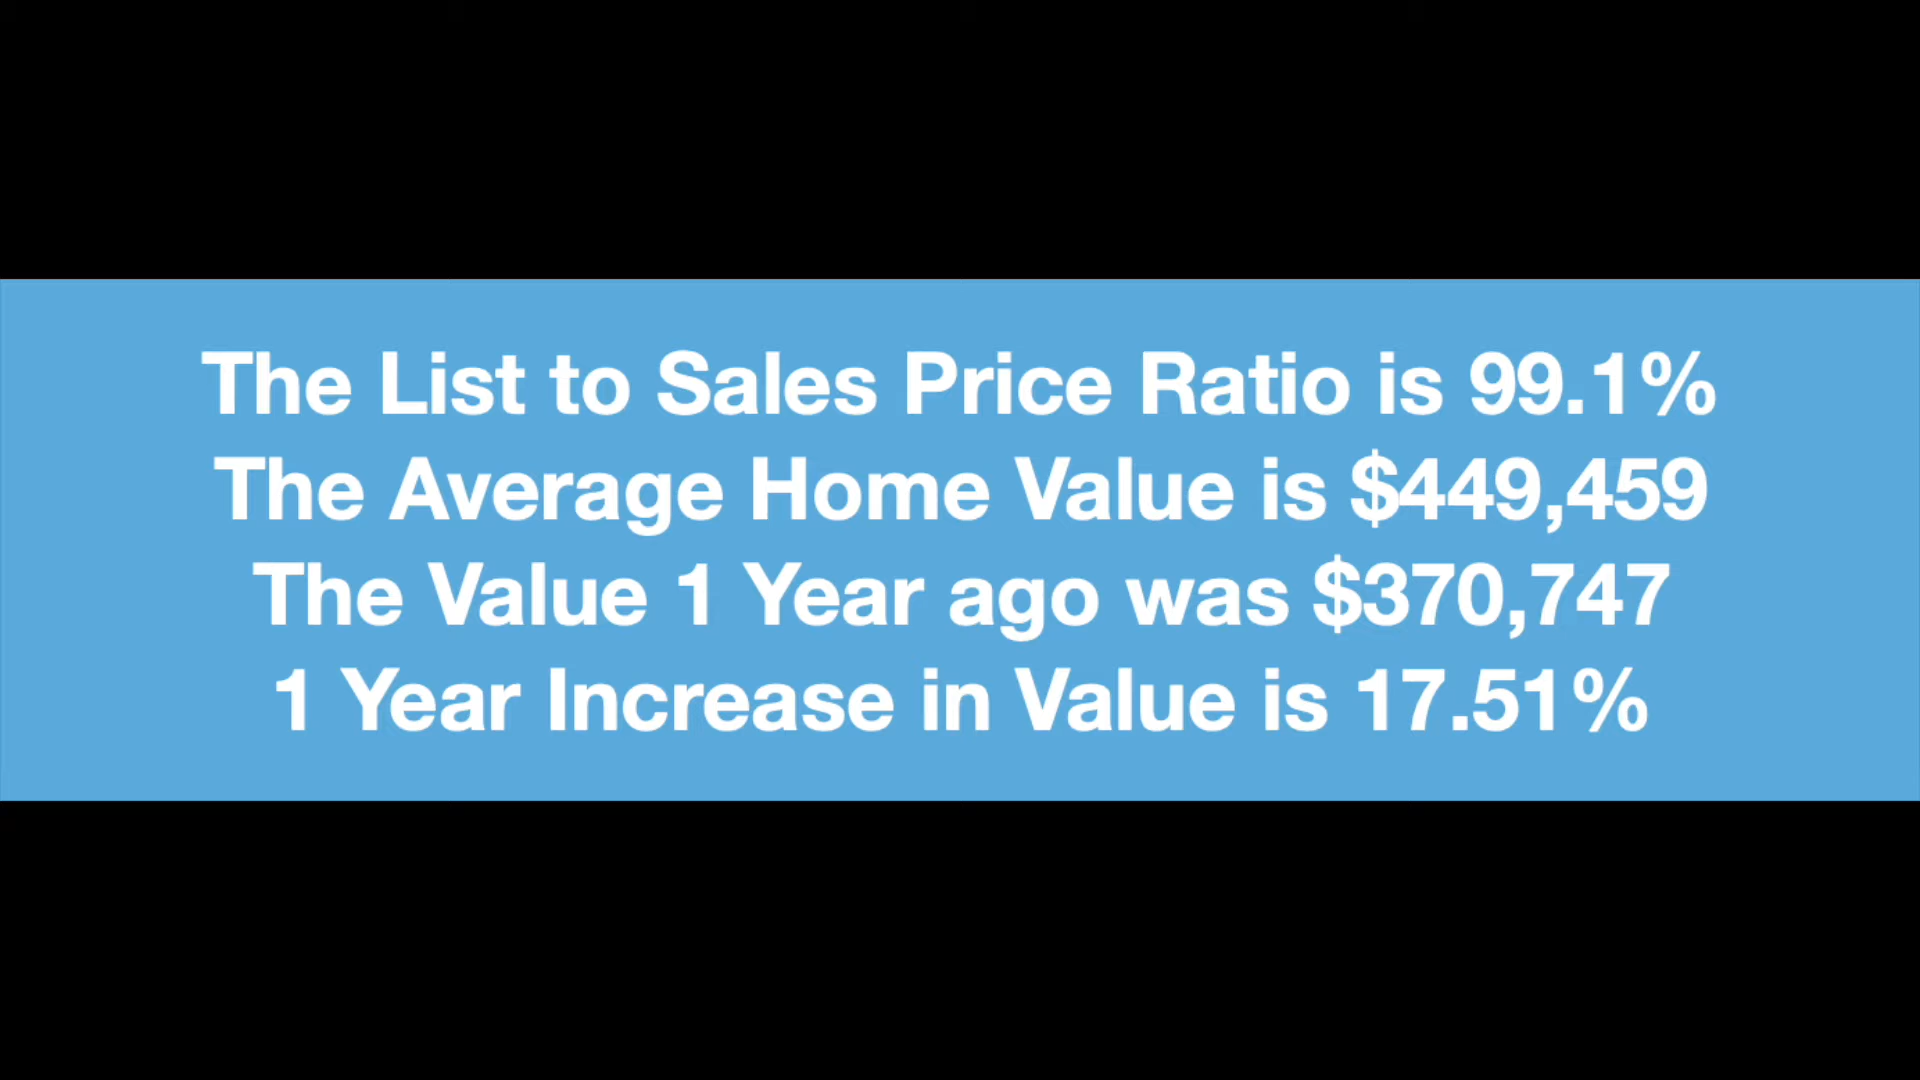 The List to Sales Price Ratio is 99.1%
The Average Home Value is $449,459
The Value 1 Year ago was $370,747
1 Year Increase in Value is 17.51%